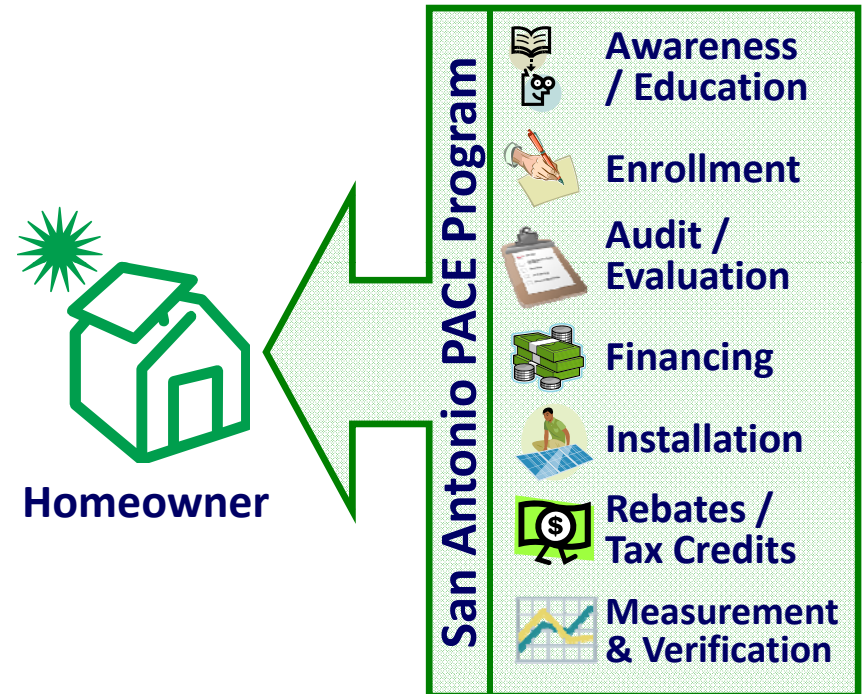 Homeowner
San Antonio PACE Program
Awareness
/ Education
Enrollment
Audit /
Evaluation
Financing
Installation
$
Rebates /
Tax Credits
Measurement
& Verification